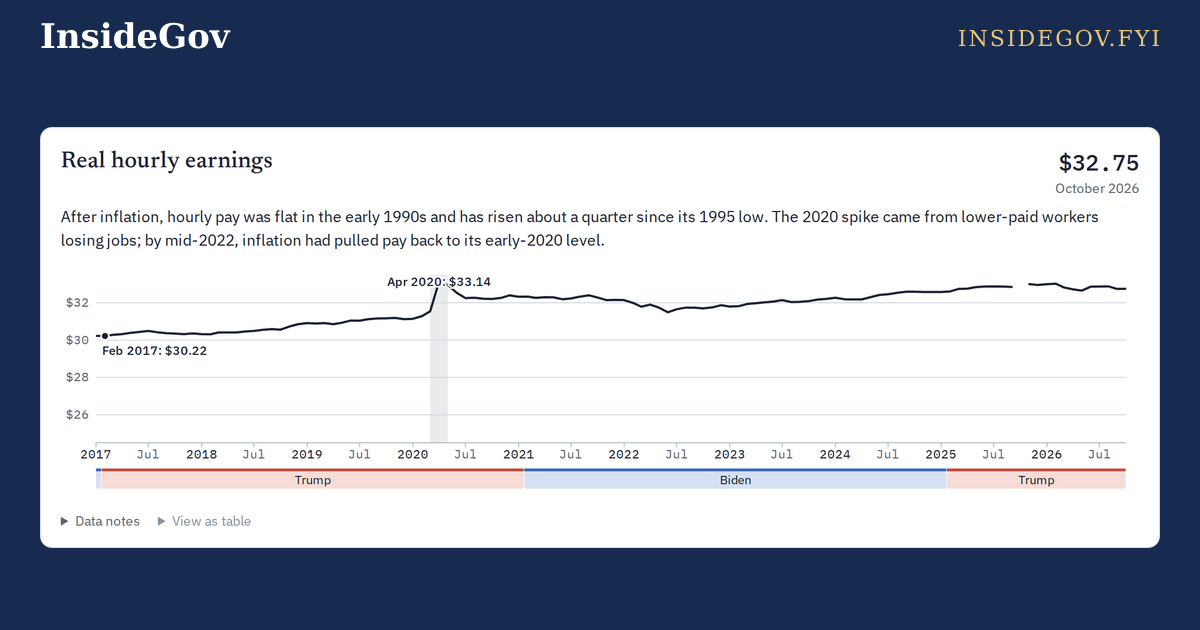 InsideGov
INSIDEGOV.FYI
Real hourly earnings
$32.75
October 2026
After inflation, hourly pay was flat in the early 1990s and has risen about a quarter since its 1995 low. The 2020 spike came from lower-paid workers
losing jobs; by mid-2022, inflation had pulled pay back to its early-2020 level.
Apr 2020: $33.14
$32
$30
Feb 2017: $30.22
$28
$26
2017 Jul 2018 Jul 2019 Jul 2020 Jul 2021 Jul 2022 Jul 2023 Jul 2024 Jul 2025 Jul 2026 Jul
Trump Biden Trump
Data notes View as table